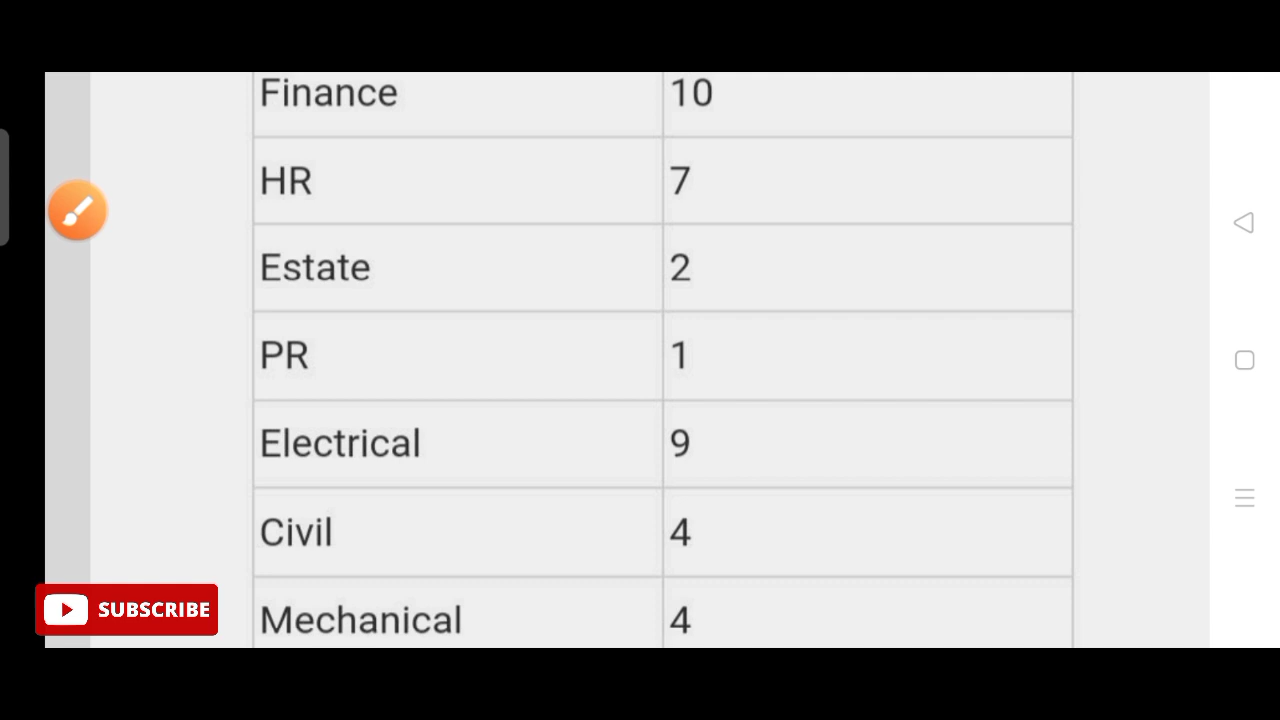 Finance 10
HR 7
Estate 2
PR 1
Electrical 9
Civil 4
Mechanical 4
SUBSCRIBE